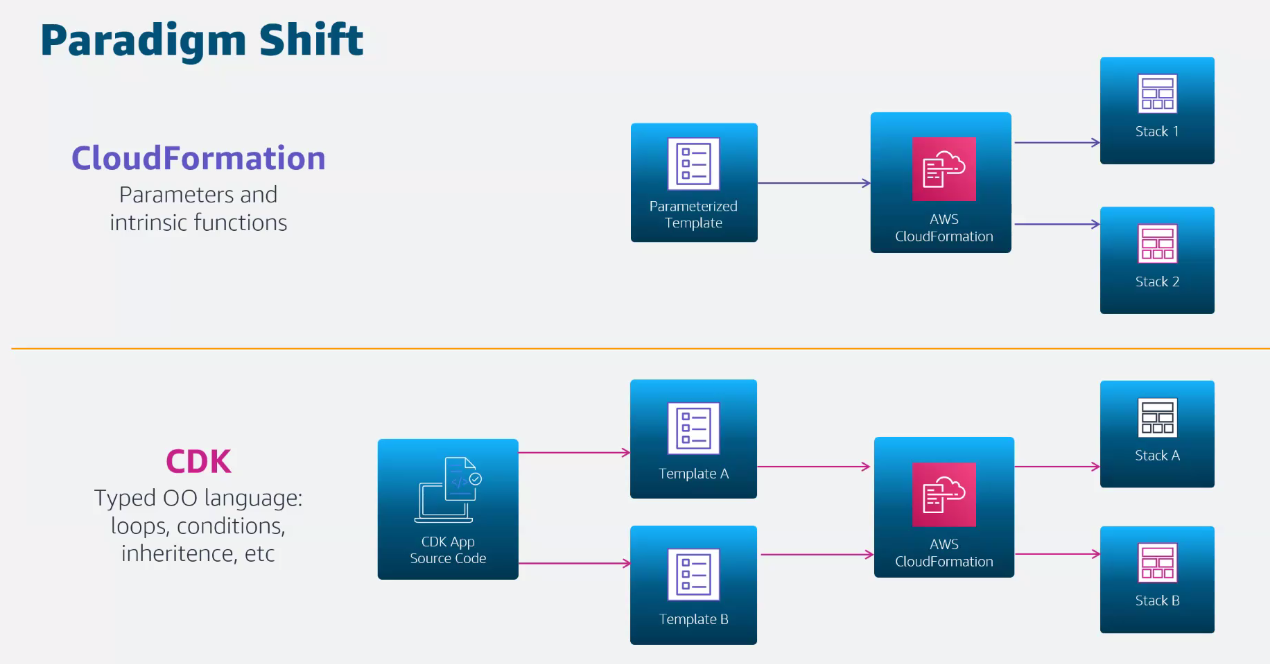 Paradigm Shift
CloudFormation
Parameters and
intrinsic functions
Parameterized
Template
AWS
CloudFormation
Stack 1
Stack 2
CDK
Typed OO language:
loops, conditions,
inheritence, etc
CDK App
Source Code
Template A
Template B
AWS
CloudFormation
Stack A
Stack B